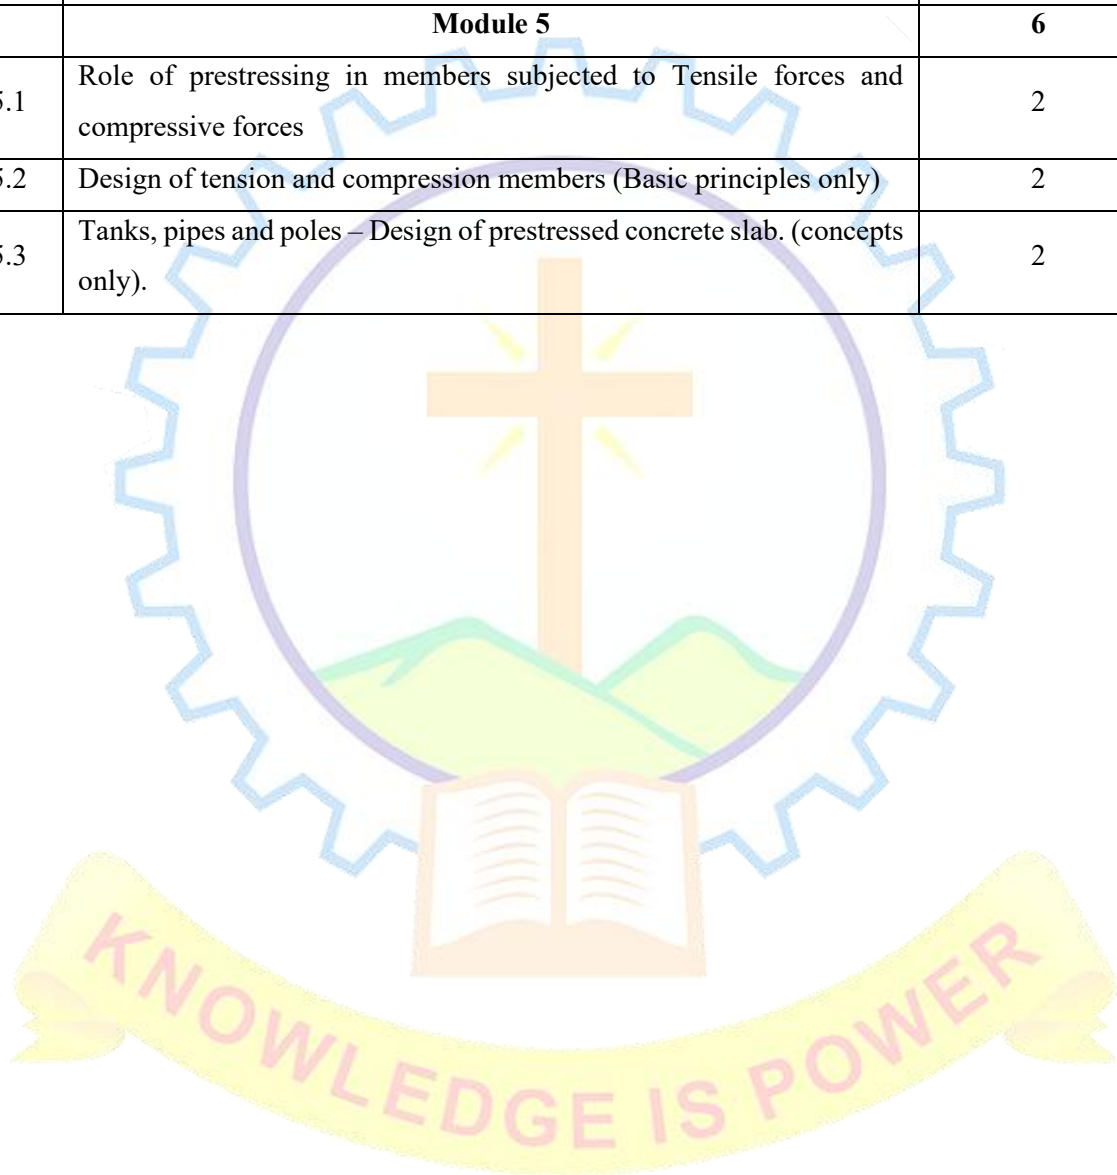 Module 5 6
5.1 Role of prestressing in members subjected to Tensile forces and
compressive forces 2
5.2 Design of tension and compression members (Basic principles only) 2
5.3 Tanks, pipes and poles – Design of prestressed concrete slab. (concepts
only). 2
KNOWLEDGE IS POWER